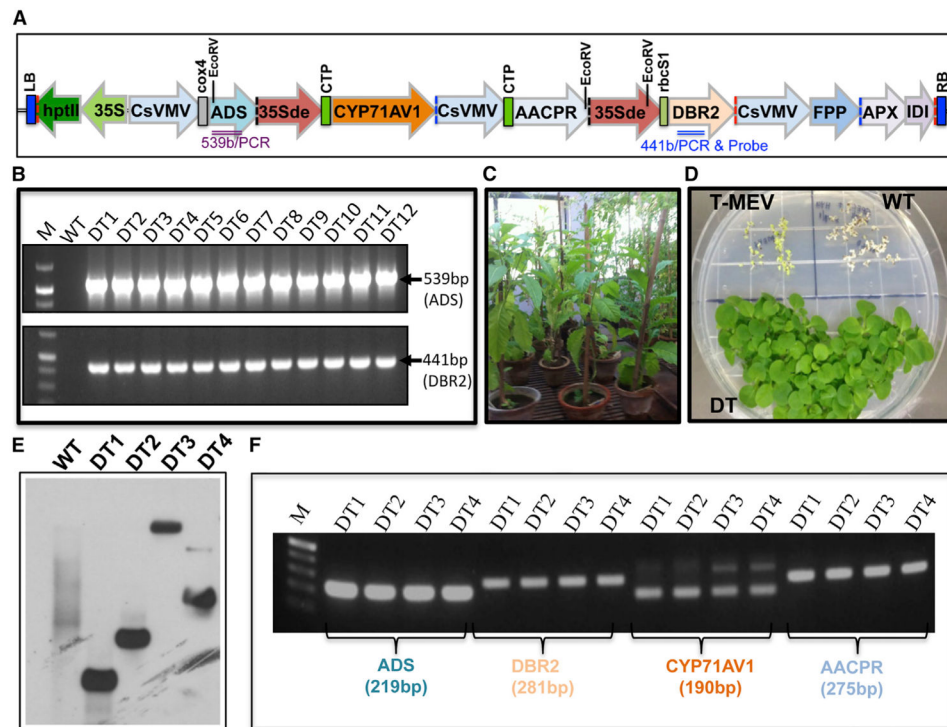 A
LB hptII 35S CsVMV cox4 EcoRV ADS 35Sde CTP CYP71AV1 CsVMV CTP AACPR EcoRV 35Sde EcoRV rbcS1 DBR2 CsVMV FPP APX IDI RB
539b/PCR 441b/PCR & Probe
B
M WT DT1 DT2 DT3 DT4 DT5 DT6 DT7 DT8 DT9 DT10 DT11 DT12
539bp
(ADS)
441bp
(DBR2)
C
D
T-MEV WT
DT
E
WT DT1 DT2 DT3 DT4
F
M DT1 DT2 DT3 DT4 DT1 DT2 DT3 DT4 DT1 DT2 DT3 DT4 DT1 DT2 DT3 DT4
ADS DBR2 CYP71AV1 AACPR
(219bp) (281bp) (190bp) (275bp)